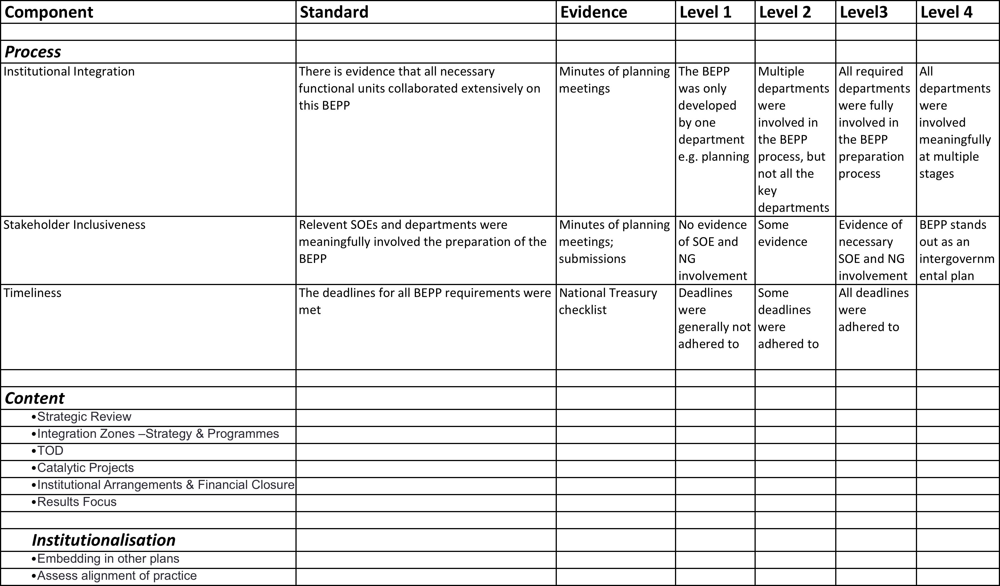 Component Standard Evidence Level 1 Level 2 Level3 Level 4
Process
Institutional Integration
There is evidence that all necessary
functional units collaborated extensively on
this BEPP
Minutes of planning
meetings
The BEPP
was only
developed
by one
department
e.g. planning
Multiple
departments
were
involved in
the BEPP
process, but
not all the
key
departments
All required
departments
were fully
involved in
the BEPP
preparation
process
All
departments
were
involved
meaningfully
at multiple
stages
Stakeholder Inclusiveness
Relevent SOEs and departments were
meaningfully involved the preparation of the
BEPP
Minutes of planning
meetings;
submissions
No evidence
of SOE and
NG
involvement
Some
evidence
Evidence of
necessary
SOE and NG
involvement
BEPP stands
out as an
intergovernm
ental plan
Timeliness
The deadlines for all BEPP requirements were
met
National Treasury
checklist
Deadlines
were
generally not
adhered to
Some
deadlines
were
adhered to
All deadlines
were
adhered to
Content
•Strategic Review
•Integration Zones –Strategy & Programmes
•TOD
•Catalytic Projects
•Institutional Arrangements & Financial Closure
•Results Focus
Institutionalisation
•Embedding in other plans
•Assess alignment of practice